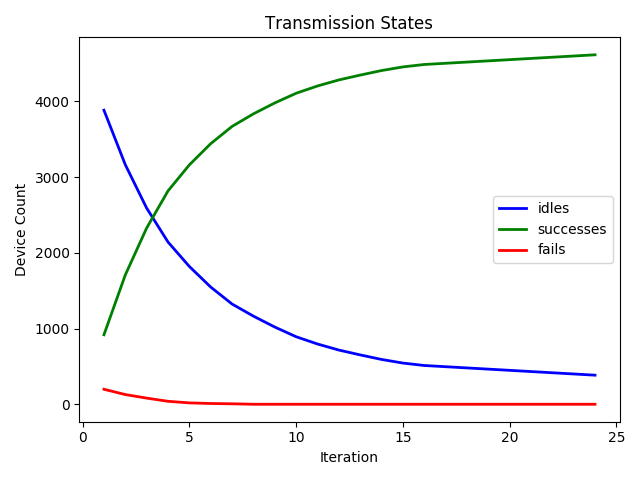 Transmission States
Device Count
4000
3000
2000
1000
0
idles
successes
fails
0 5 10 15 20 25
Iteration